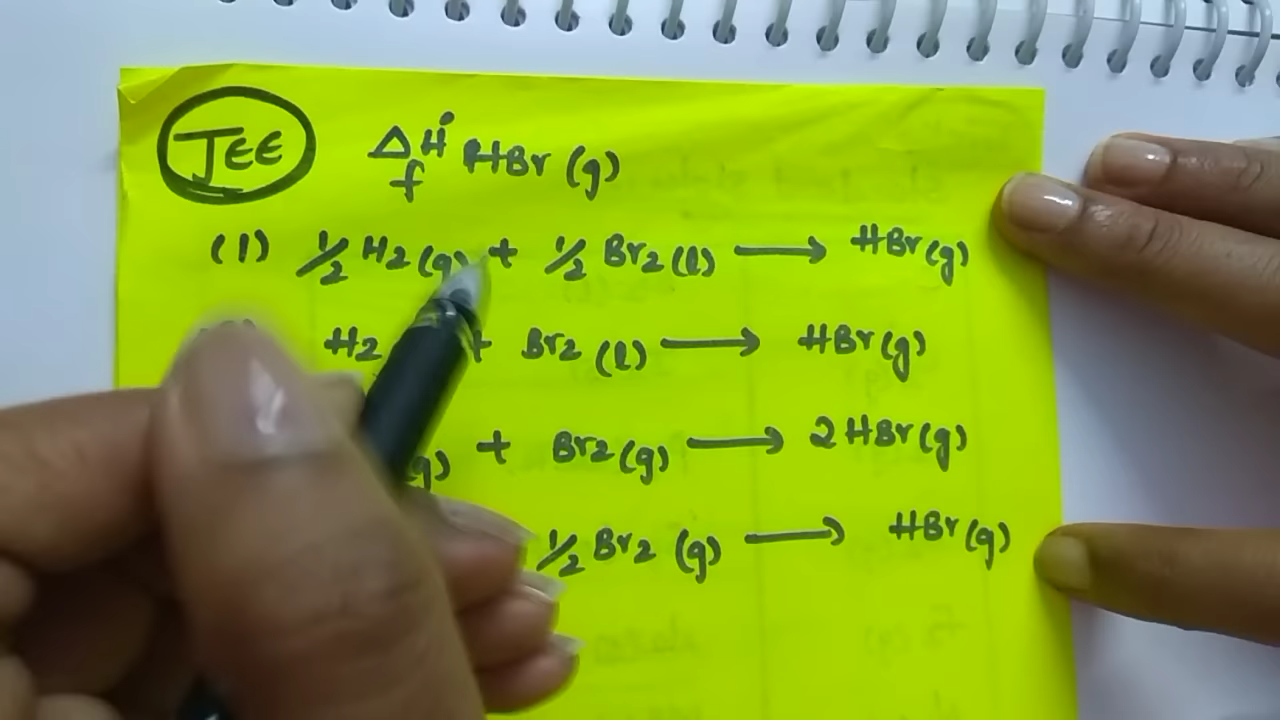 JEE
Δ H° HBr (g)
f
(1) 1/2 H2 (g) + 1/2 Br2 (l) ⟶ HBr (g)
H2 + Br2 (l) ⟶ HBr (g)
(g) + Br2 (g) ⟶ 2 HBr (g)
1/2 Br2 (g) ⟶ HBr (g)